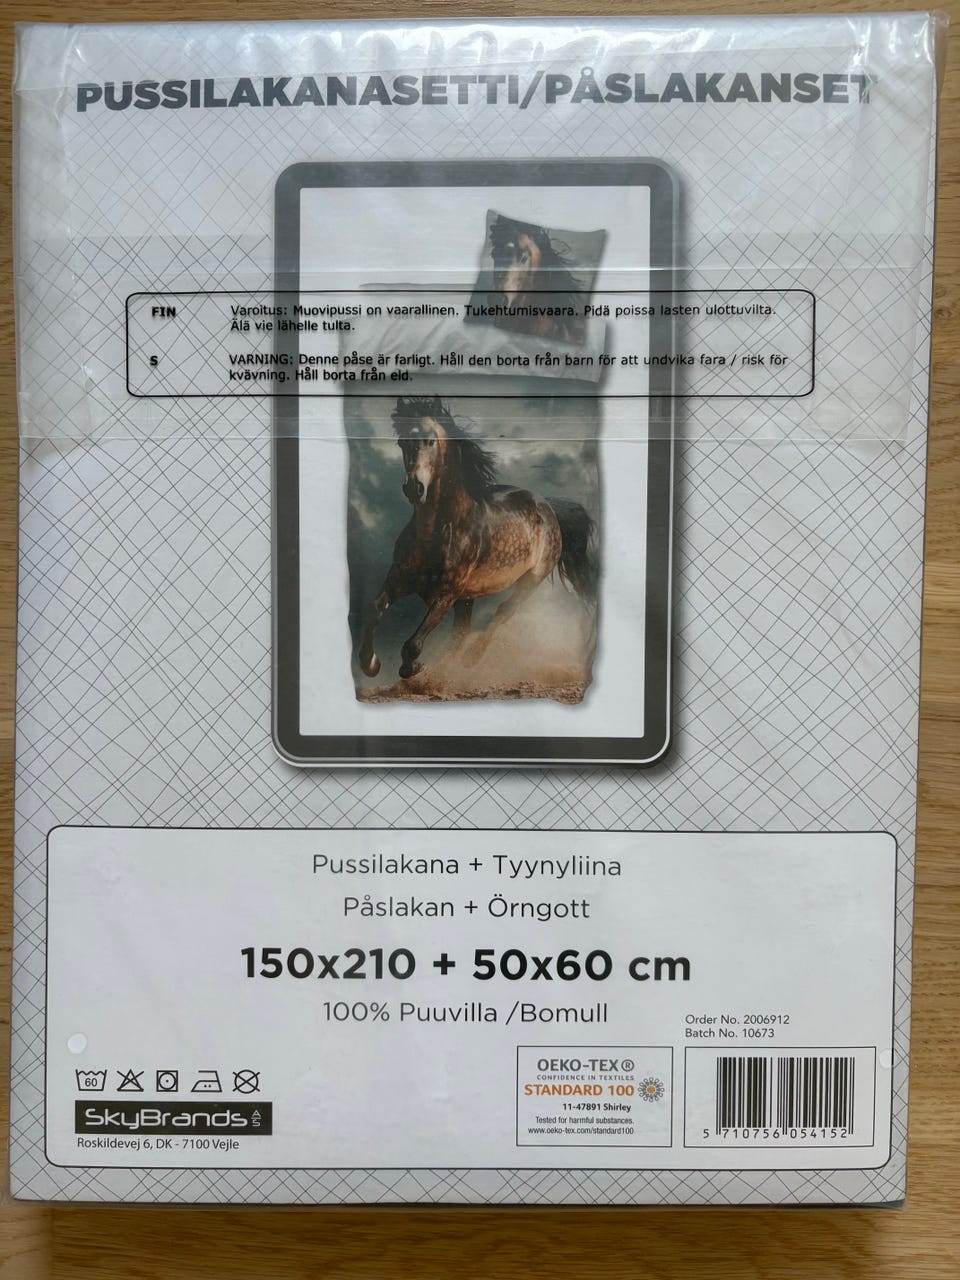 PUSSILAKANASETTI/PÅSLAKANSET
FIN Varoitus: Muovipussi on vaarallinen. Tukehtumisvaara. Pidä poissa lasten ulottuvilta.
Älä vie lähelle tulta.
S VARNING: Denne påse är farligt. Håll den borta från barn för att undvika fara / risk för
kvävning. Håll borta från eld.
Pussilakana + Tyynyliina
Påslakan + Örngott
150x210 + 50x60 cm
100% Puuvilla /Bomull
Order No. 2006912
Batch No. 10673
60
SkyBrands A/S
Roskildevej 6, DK - 7100 Vejle
OEKO-TEX®
CONFIDENCE IN TEXTILES
STANDARD 100
11-47891 Shirley
Tested for harmful substances.
www.oeko-tex.com/standard100
5 710756 054152